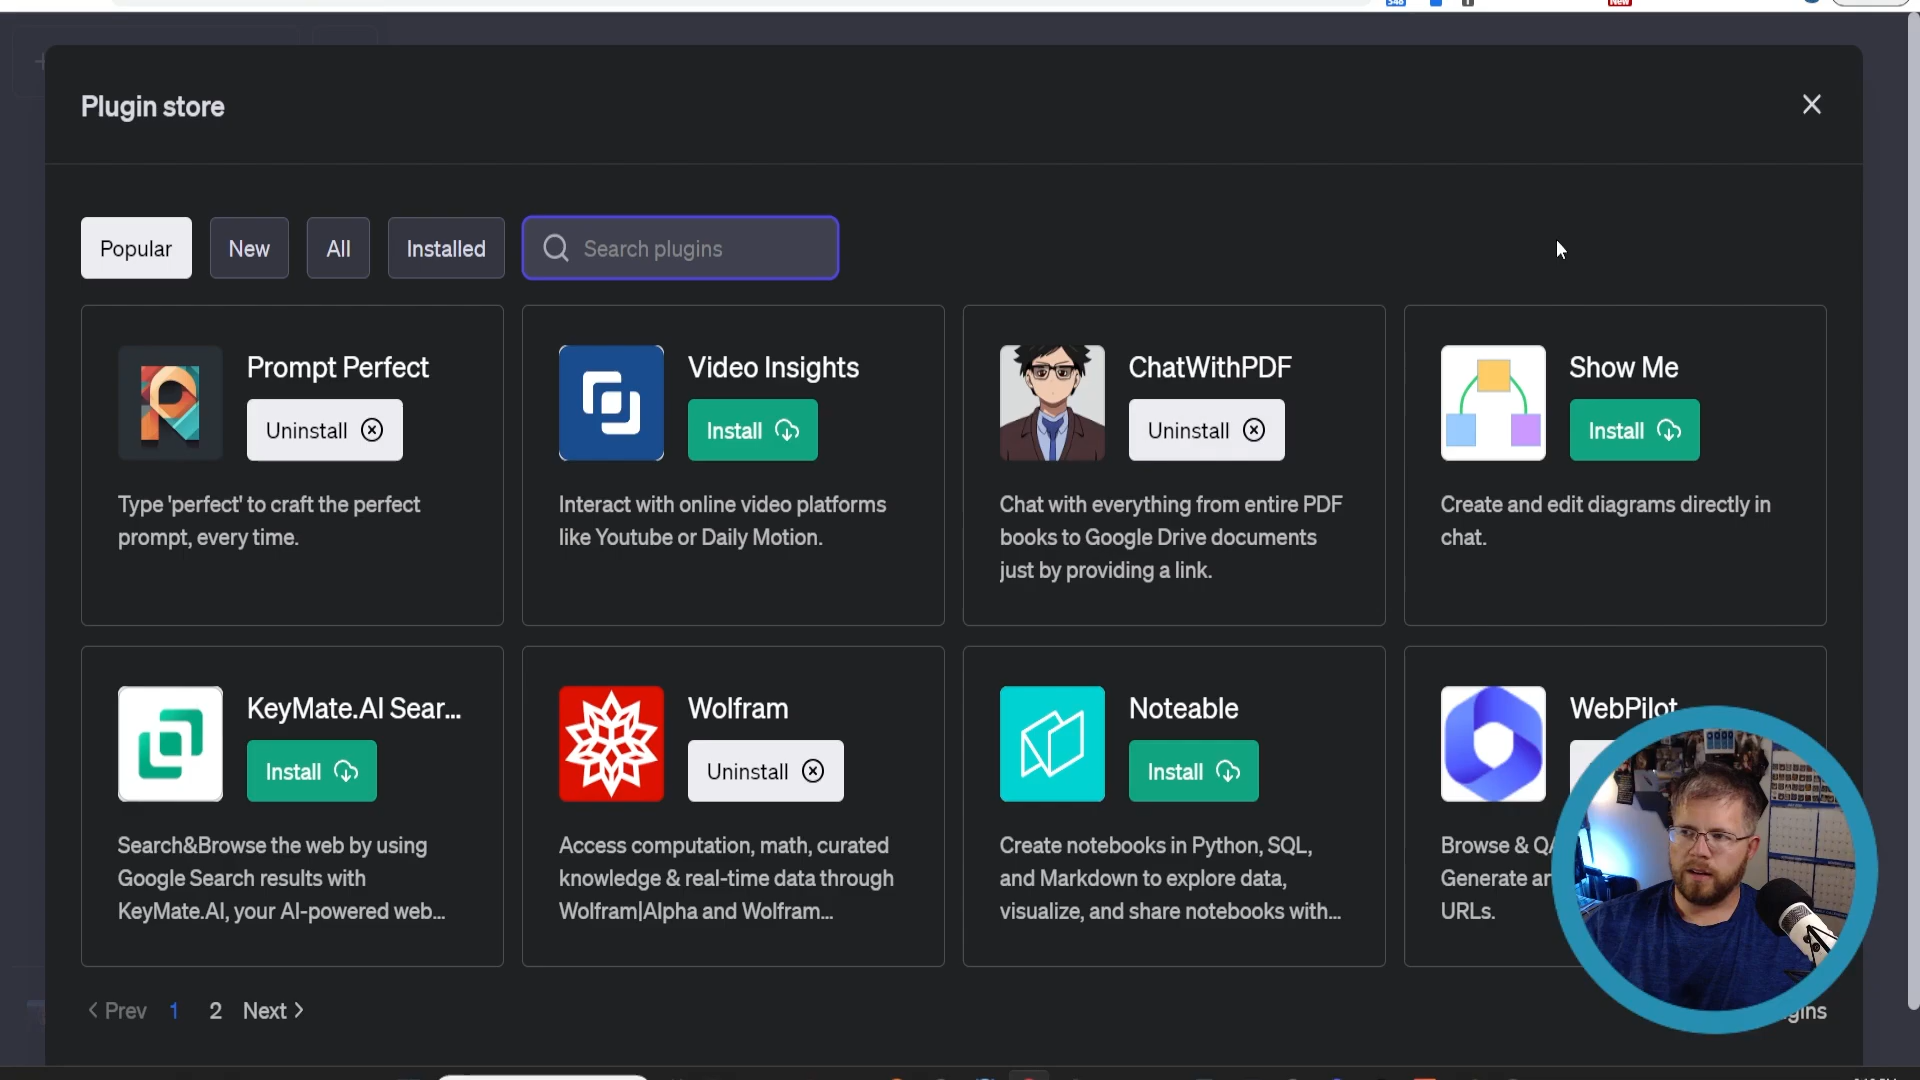 Plugin store
Popular
New
All
Installed
Search plugins
Prompt Perfect
Uninstall
Type 'perfect' to craft the perfect
prompt, every time.
Video Insights
Install
Interact with online video platforms
like Youtube or Daily Motion.
ChatWithPDF
Uninstall
Chat with everything from entire PDF
books to Google Drive documents
just by providing a link.
Show Me
Install
Create and edit diagrams directly in
chat.
KeyMate.AI Sear...
Install
Search&Browse the web by using
Google Search results with
KeyMate.AI, your AI-powered web...
Wolfram
Uninstall
Access computation, math, curated
knowledge & real-time data through
Wolfram|Alpha and Wolfram...
Noteable
Install
Create notebooks in Python, SQL,
and Markdown to explore data,
visualize, and share notebooks with...
WebPilot
Browse &
Generate
URLs.
Prev 1 2 Next